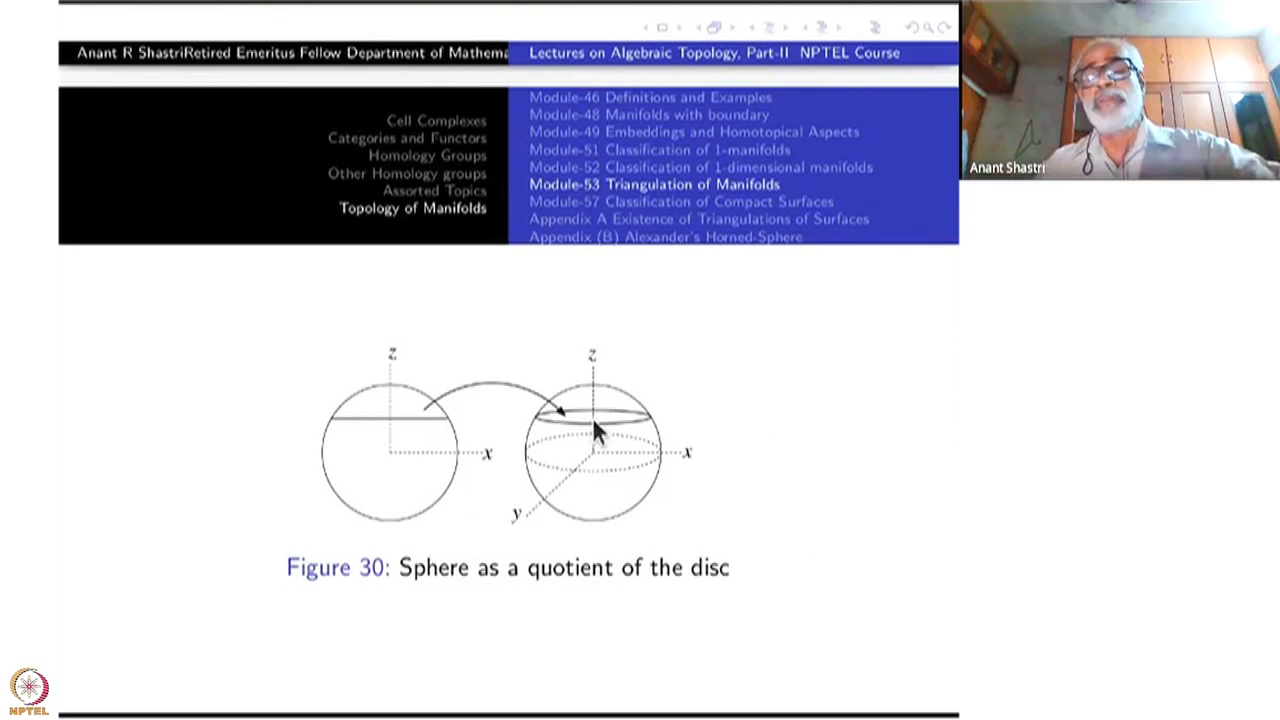 Anant R ShastriRetired Emeritus Fellow Department of Mathema
Lectures on Algebraic Topology, Part-II NPTEL Course
Cell Complexes
Categories and Functors
Homology Groups
Other Homology groups
Assorted Topics
Topology of Manifolds
Module-46 Definitions and Examples
Module-48 Manifolds with boundary
Module-49 Embeddings and Homotopical Aspects
Module-51 Classification of 1-manifolds
Module-52 Classification of 1-dimensional manifolds
Module-53 Triangulation of Manifolds
Module-57 Classification of Compact Surfaces
Appendix A Existence of Triangulations of Surfaces
Appendix (B) Alexander's Horned-Sphere
Anant Shastri
z
x
z
x
y
Figure 30: Sphere as a quotient of the disc
NPTEL